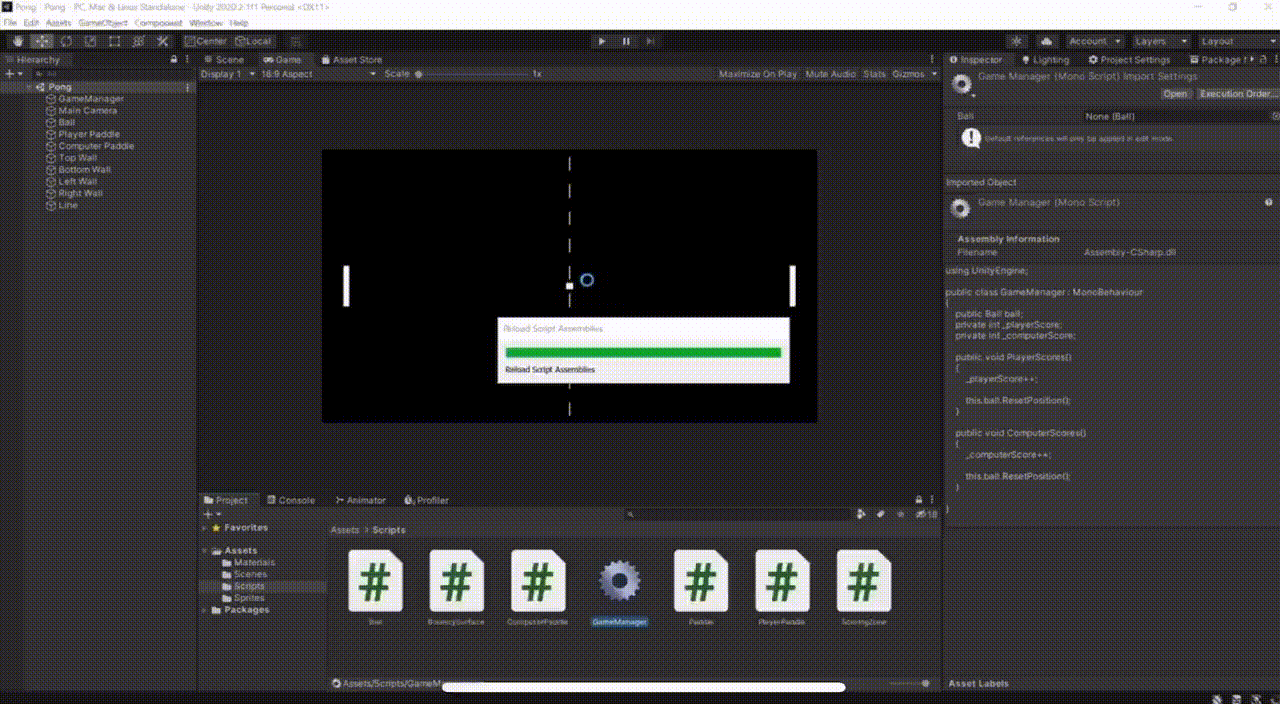 Pong - Pong - PC, Mac & Linux Standalone - Unity 2020.2.1f1 Personal <DX11>
File Edit Assets GameObject Component Window Help
Center Local
Account Layers Layout
Hierarchy
Scene Game Asset Store
Inspector Lighting Project Settings Package
All
Display 1 16:9 Aspect Scale 1x Maximize On Play Mute Audio Stats Gizmos
Game Manager (Mono Script) Import Settings
Open Execution Order...
Pong
GameManager
Main Camera
Ball
Player Paddle
Computer Paddle
Top Wall
Bottom Wall
Left Wall
Right Wall
Line
Ball None (Ball)
Default references will only be applied in edit mode.
Imported Object
Game Manager (Mono Script)
Assembly Information
Filename Assembly-CSharp.dll
using UnityEngine;
public class GameManager : MonoBehaviour
{
public Ball ball;
private int _playerScore;
private int _computerScore;
public void PlayerScores()
{
_playerScore++;
this.ball.ResetPosition();
}
public void ComputerScores()
{
_computerScore++;
this.ball.ResetPosition();
}
}
Reload Script Assemblies
Reload Script Assemblies
Project Console Animator Profiler
18
Favorites
Assets
Materials
Scenes
Scripts
Sprites
Packages
Assets > Scripts
# # # # # #
Ball BouncySurface ComputerPaddle GameManager Paddle PlayerPaddle ScoringZone
Assets/Scripts/GameM
Asset Labels